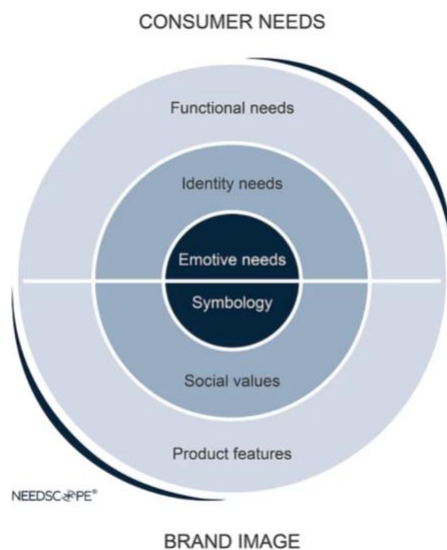 CONSUMER NEEDS
Functional needs
Identity needs
Emotive needs
Symbology
Social values
Product features
NEEDSCOPE®
BRAND IMAGE